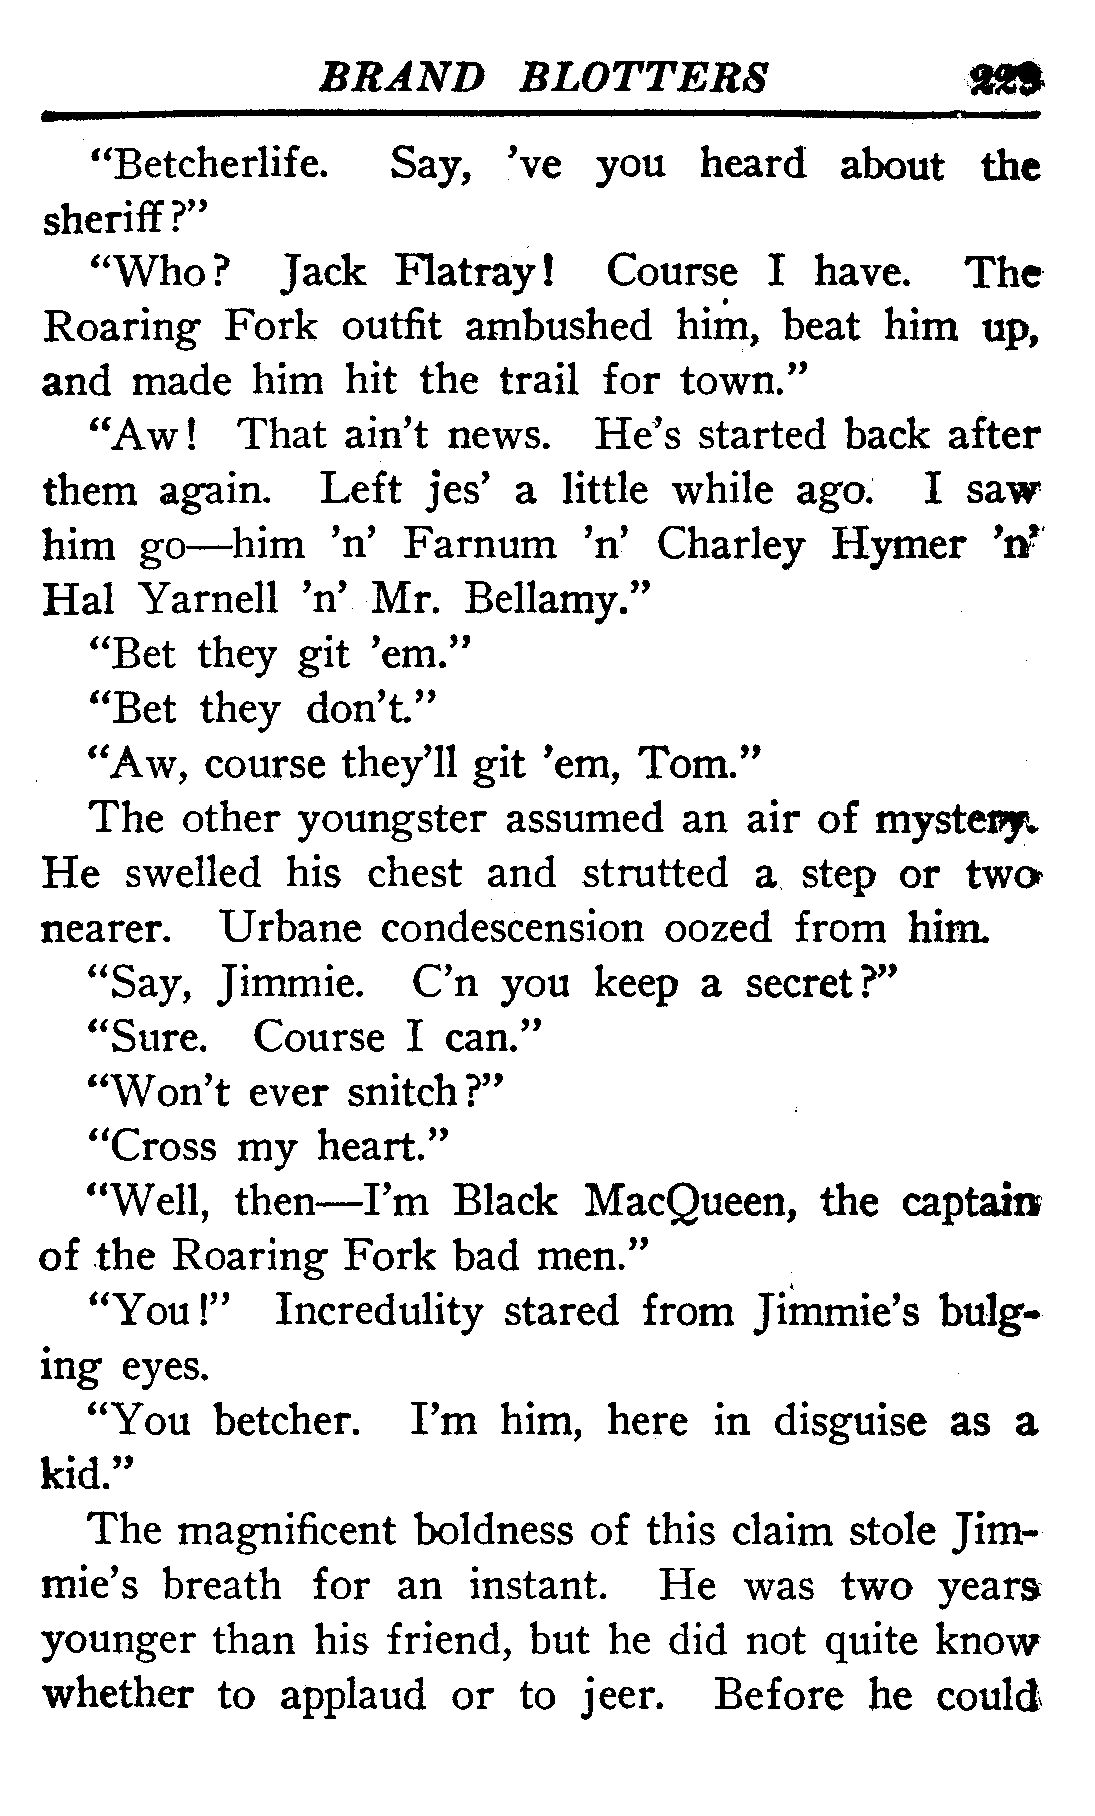 BRAND BLOTTERS 229
“Betcherlife. Say, ’ve you heard about the
sheriff?”
“Who? Jack Flatray! Course I have. The
Roaring Fork outfit ambushed him, beat him up,
and made him hit the trail for town.”
“Aw! That ain’t news. He’s started back after
them again. Left jes’ a little while ago. I saw
him go—him ’n’ Farnum ’n’ Charley Hymer ’n’
Hal Yarnell ’n’ Mr. Bellamy.”
“Bet they git ’em.”
“Bet they don’t.”
“Aw, course they’ll git ’em, Tom.”
The other youngster assumed an air of mystery.
He swelled his chest and strutted a step or two
nearer. Urbane condescension oozed from him.
“Say, Jimmie. C’n you keep a secret?”
“Sure. Course I can.”
“Won’t ever snitch?”
“Cross my heart.”
“Well, then—I’m Black MacQueen, the captain
of the Roaring Fork bad men.”
“You!” Incredulity stared from Jimmie’s bulg-
ing eyes.
“You betcher. I’m him, here in disguise as a
kid.”
The magnificent boldness of this claim stole Jim-
mie’s breath for an instant. He was two years
younger than his friend, but he did not quite know
whether to applaud or to jeer. Before he could